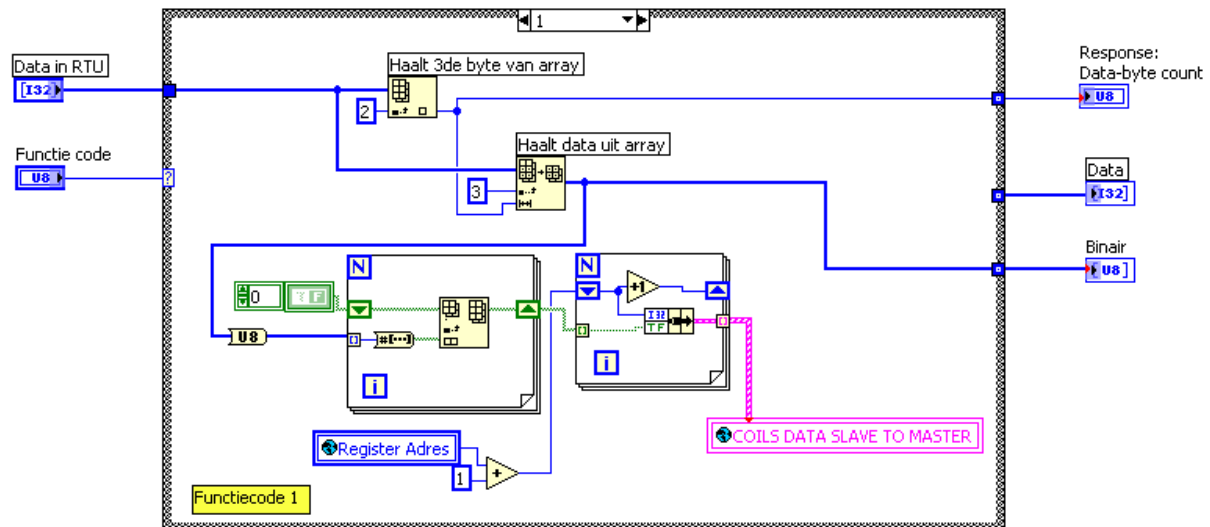 1
Data in RTU
[I32]
Haalt 3de byte van array
2
Response:
Data-byte count
U8
Functie code
U8
?
Haalt data uit array
3
Data
[I32]
Binair
[U8]
N
N
0
TF
+1
I32
TF
U8
#[...]
i
i
Register Adres
1
+
COILS DATA SLAVE TO MASTER
Functiecode 1